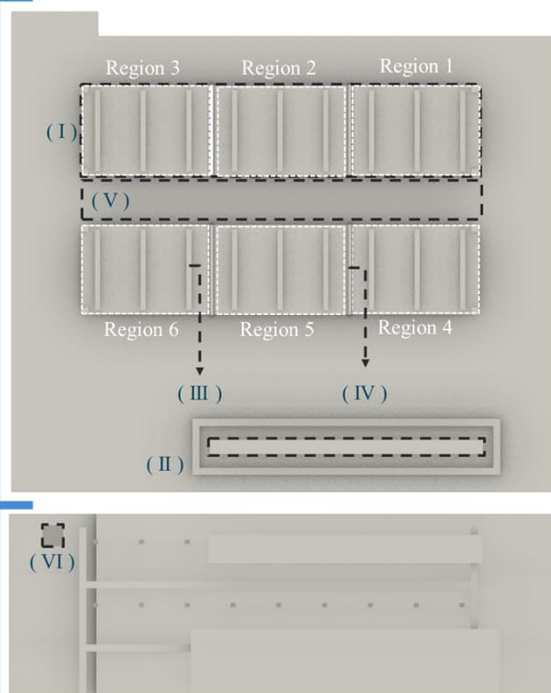 Region 3 Region 2 Region 1
( I )
( V )
Region 6 Region 5 Region 4
( III ) ( IV )
( II )
( VI )